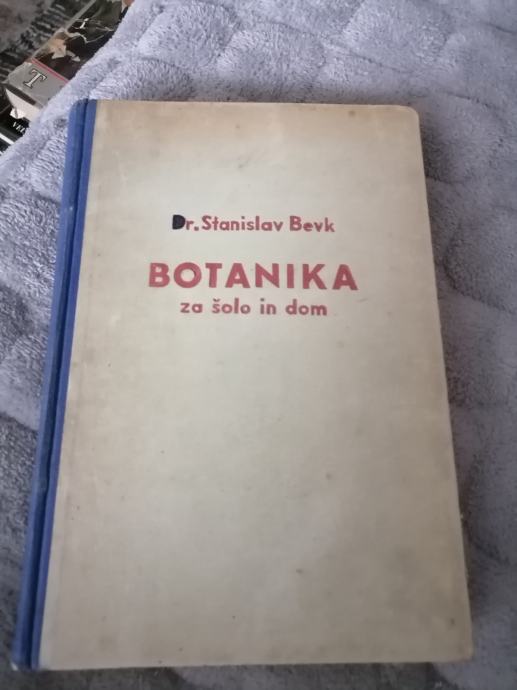 Dr. Stanislav Bevk
BOTANIKA
za šolo in dom
T